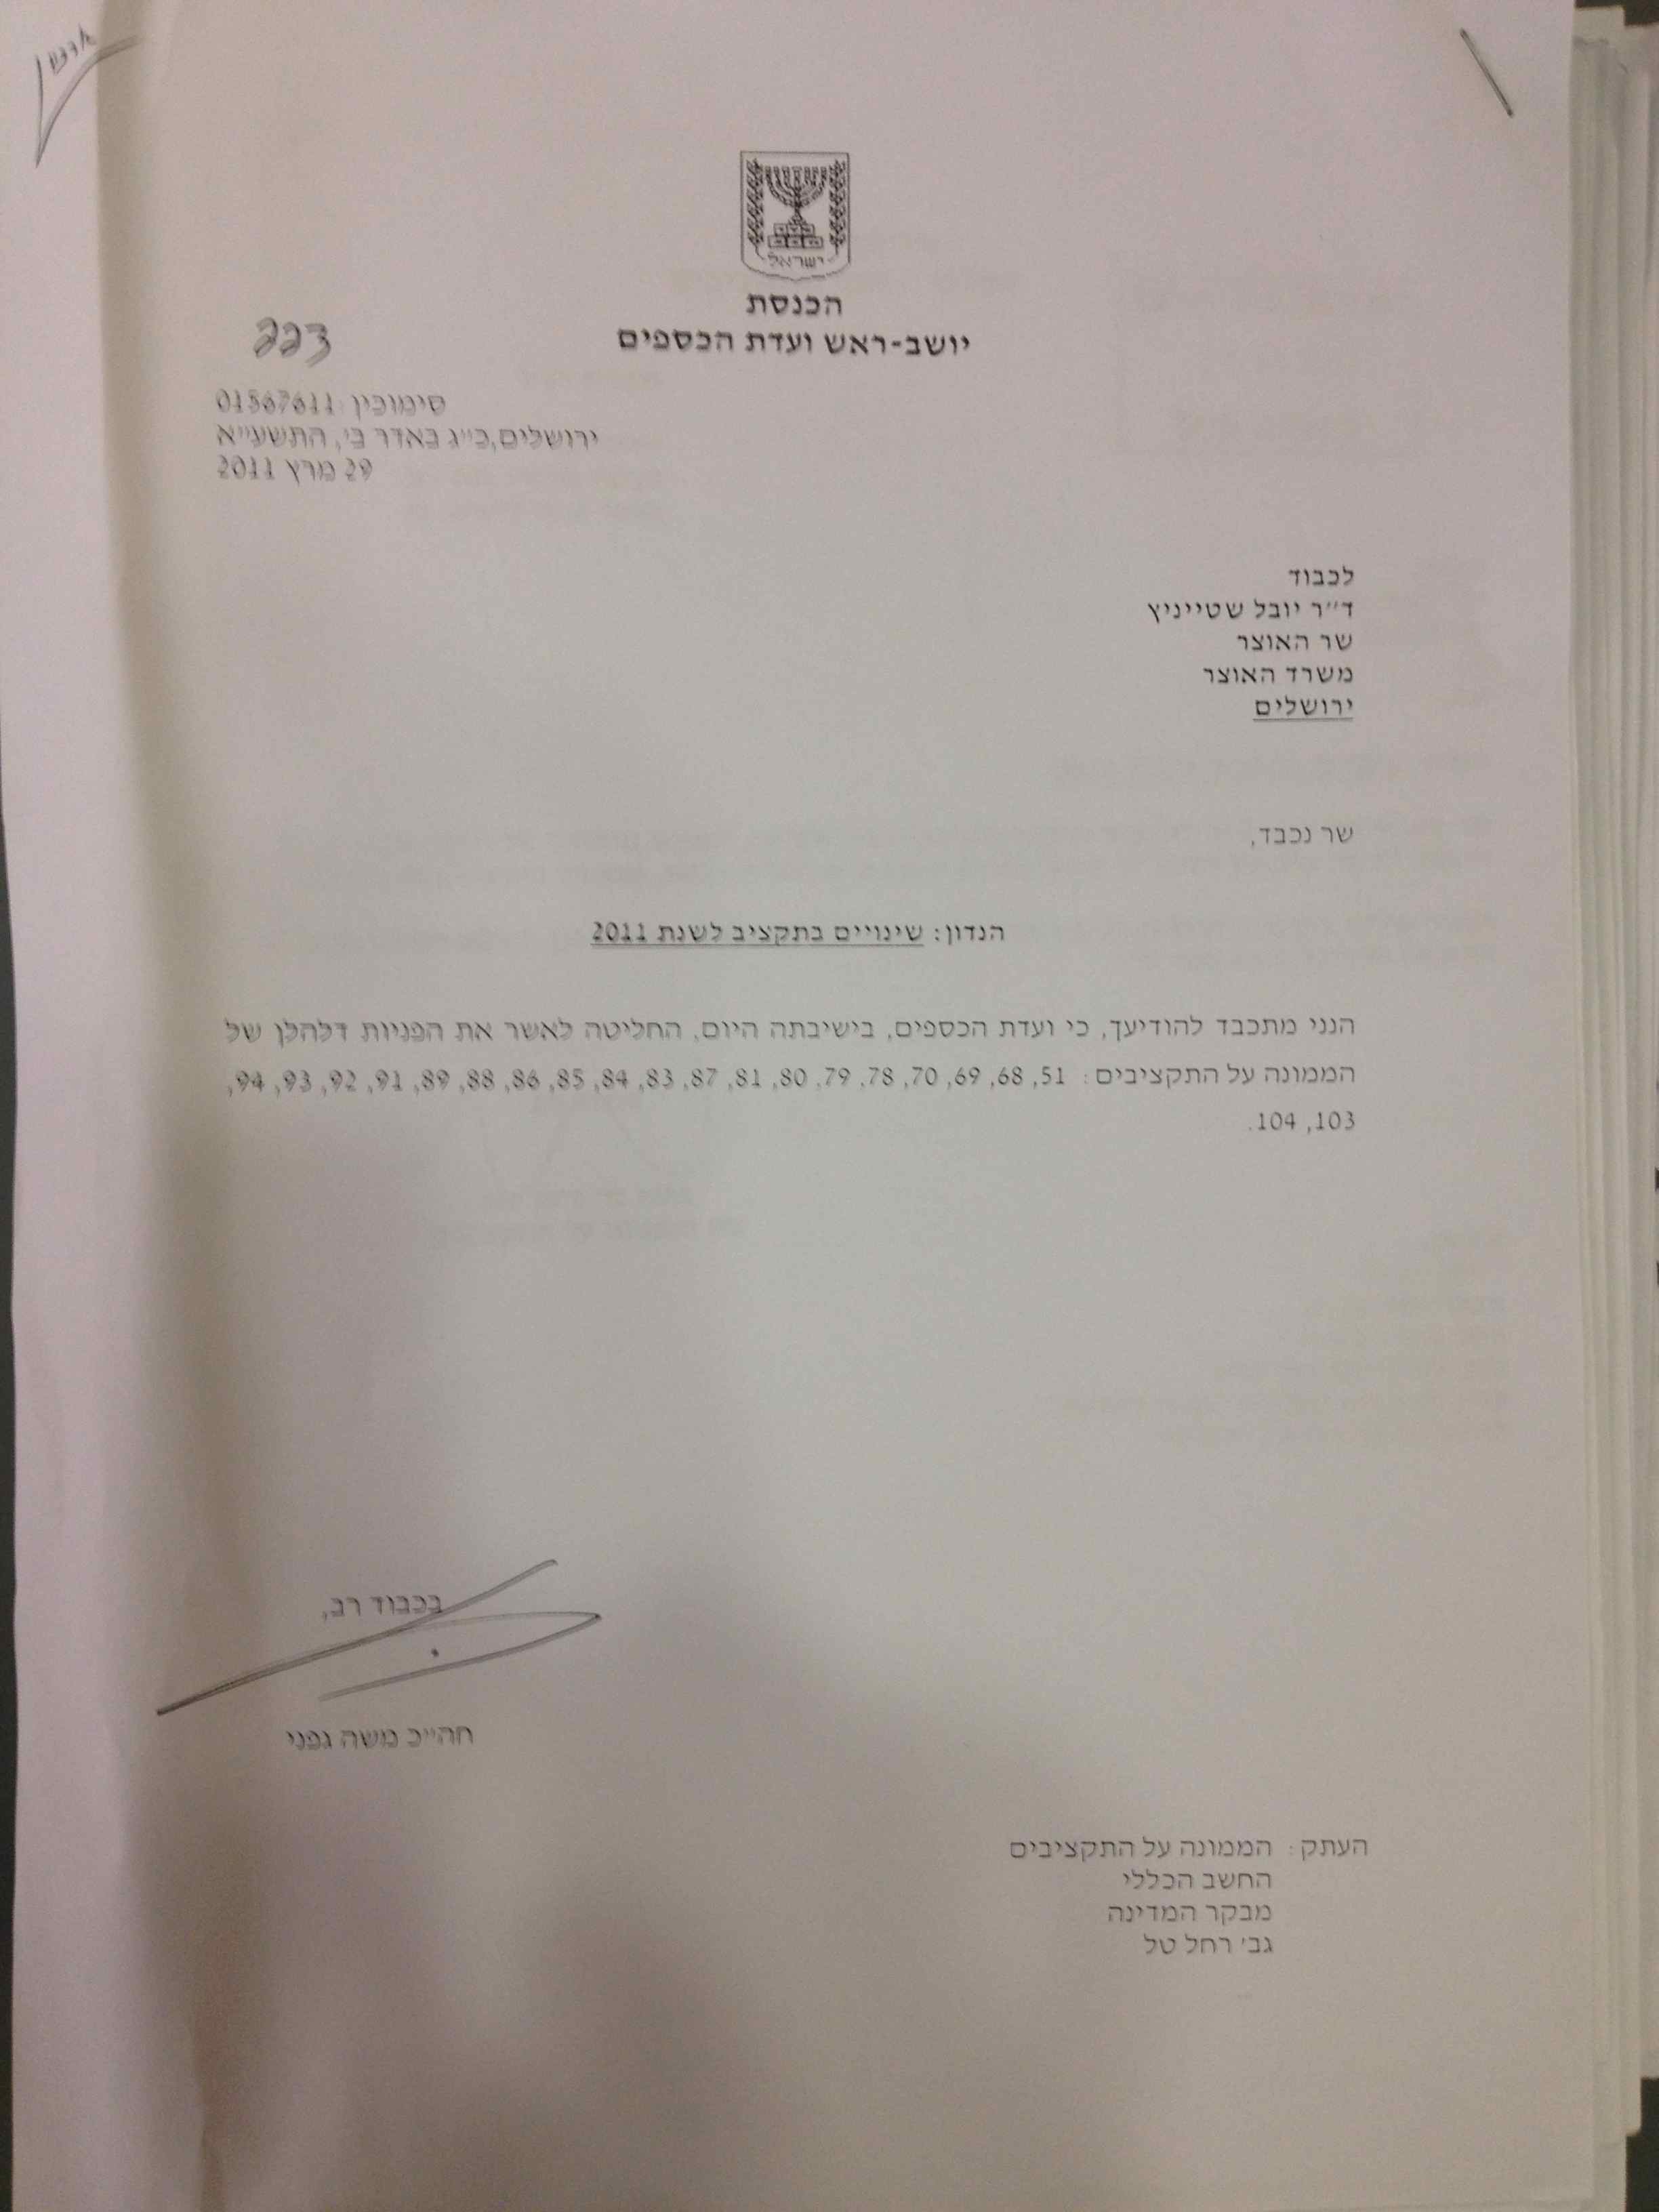 ישראל
הכנסת
יושב-ראש ועדת הכספים
סימוכין: 01567611
ירושלים, כ"ג באדר ב', התשע"א
29 מרץ 2011
לכבוד
ד"ר יובל שטייניץ
שר האוצר
משרד האוצר
ירושלים
שר נכבד,
הנדון: שינויים בתקציב לשנת 2011
הנני מתכבד להודיעך, כי ועדת הכספים, בישיבתה היום, החליטה לאשר את הפניות דלהלן של
הממונה על התקציבים: 51, 68, 69, 70, 78, 79, 80, 81, 87, 83, 84, 85, 86, 88, 89, 91, 92, 93, 94,
103, 104.
בכבוד רב,
חה"כ משה גפני
העתק: הממונה על התקציבים
החשב הכללי
מבקר המדינה
גב' רחל טל